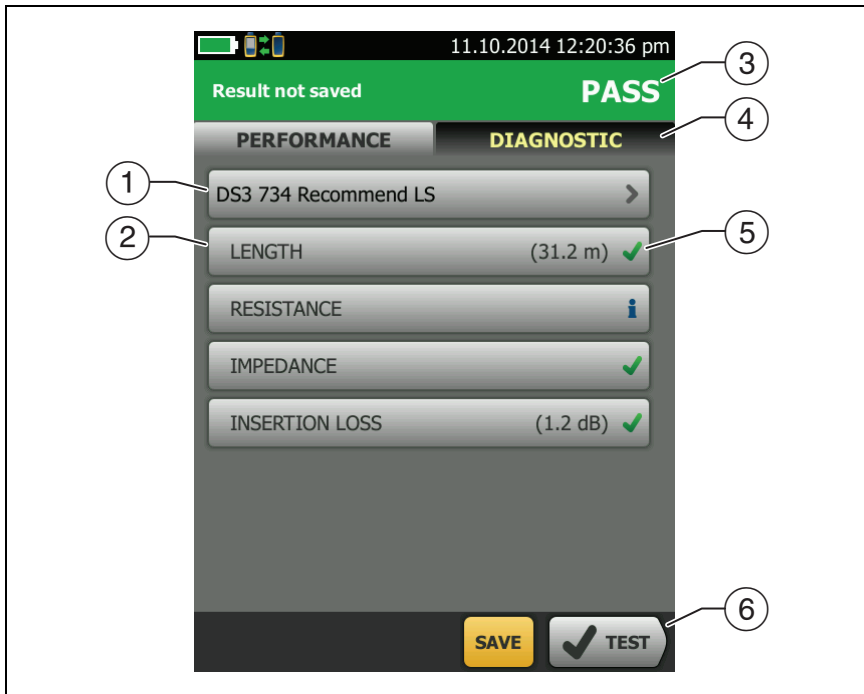 11.10.2014 12:20:36 pm
Result not saved PASS
PERFORMANCE DIAGNOSTIC
DS3 734 Recommend LS
LENGTH (31.2 m)
RESISTANCE i
IMPEDANCE
INSERTION LOSS (1.2 dB)
SAVE TEST
1
2
3
4
5
6